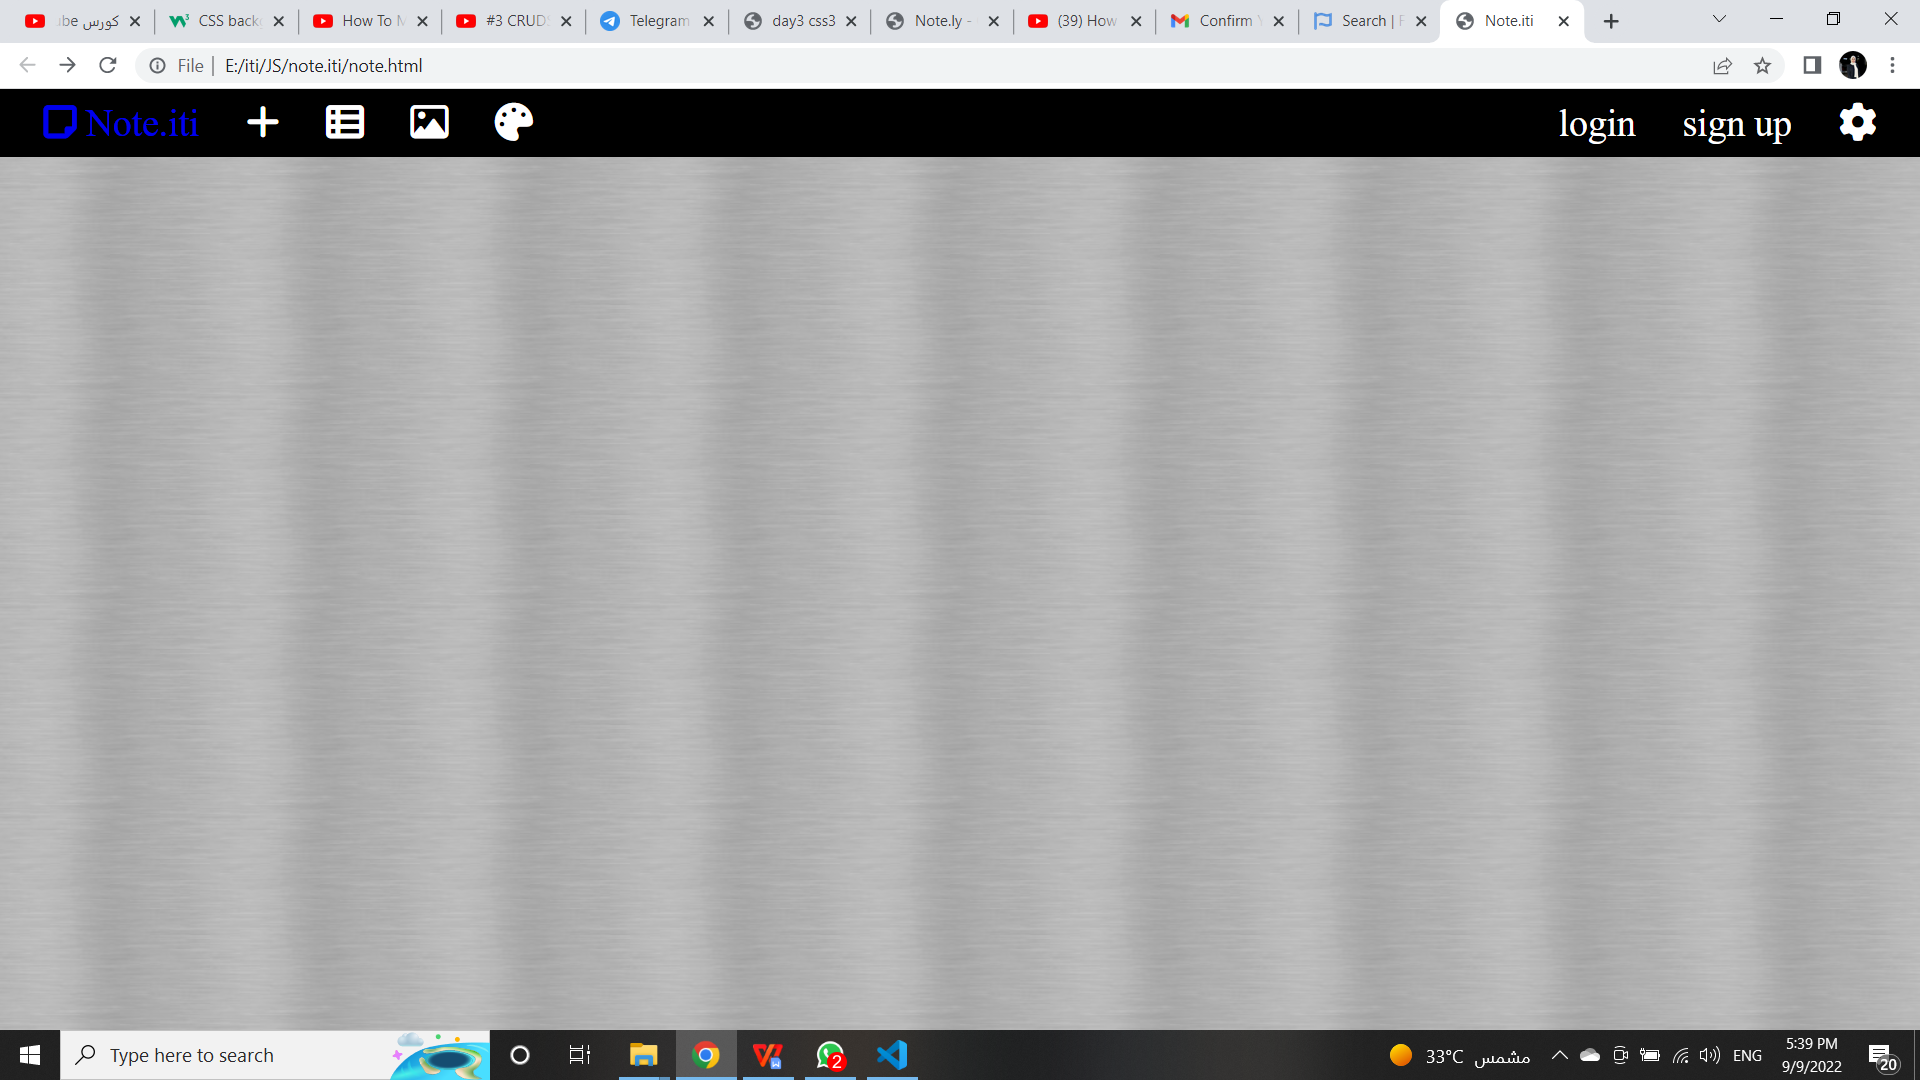 ube كورس
CSS back
How To M
#3 CRUD
Telegram
day3 css3
Note.ly -
(39) How
Confirm
Search |
Note.iti
File | E:/iti/JS/note.iti/note.html
Note.iti
login
sign up
Type here to search
33°C مشمس
ENG
5:39 PM
9/9/2022
2
20